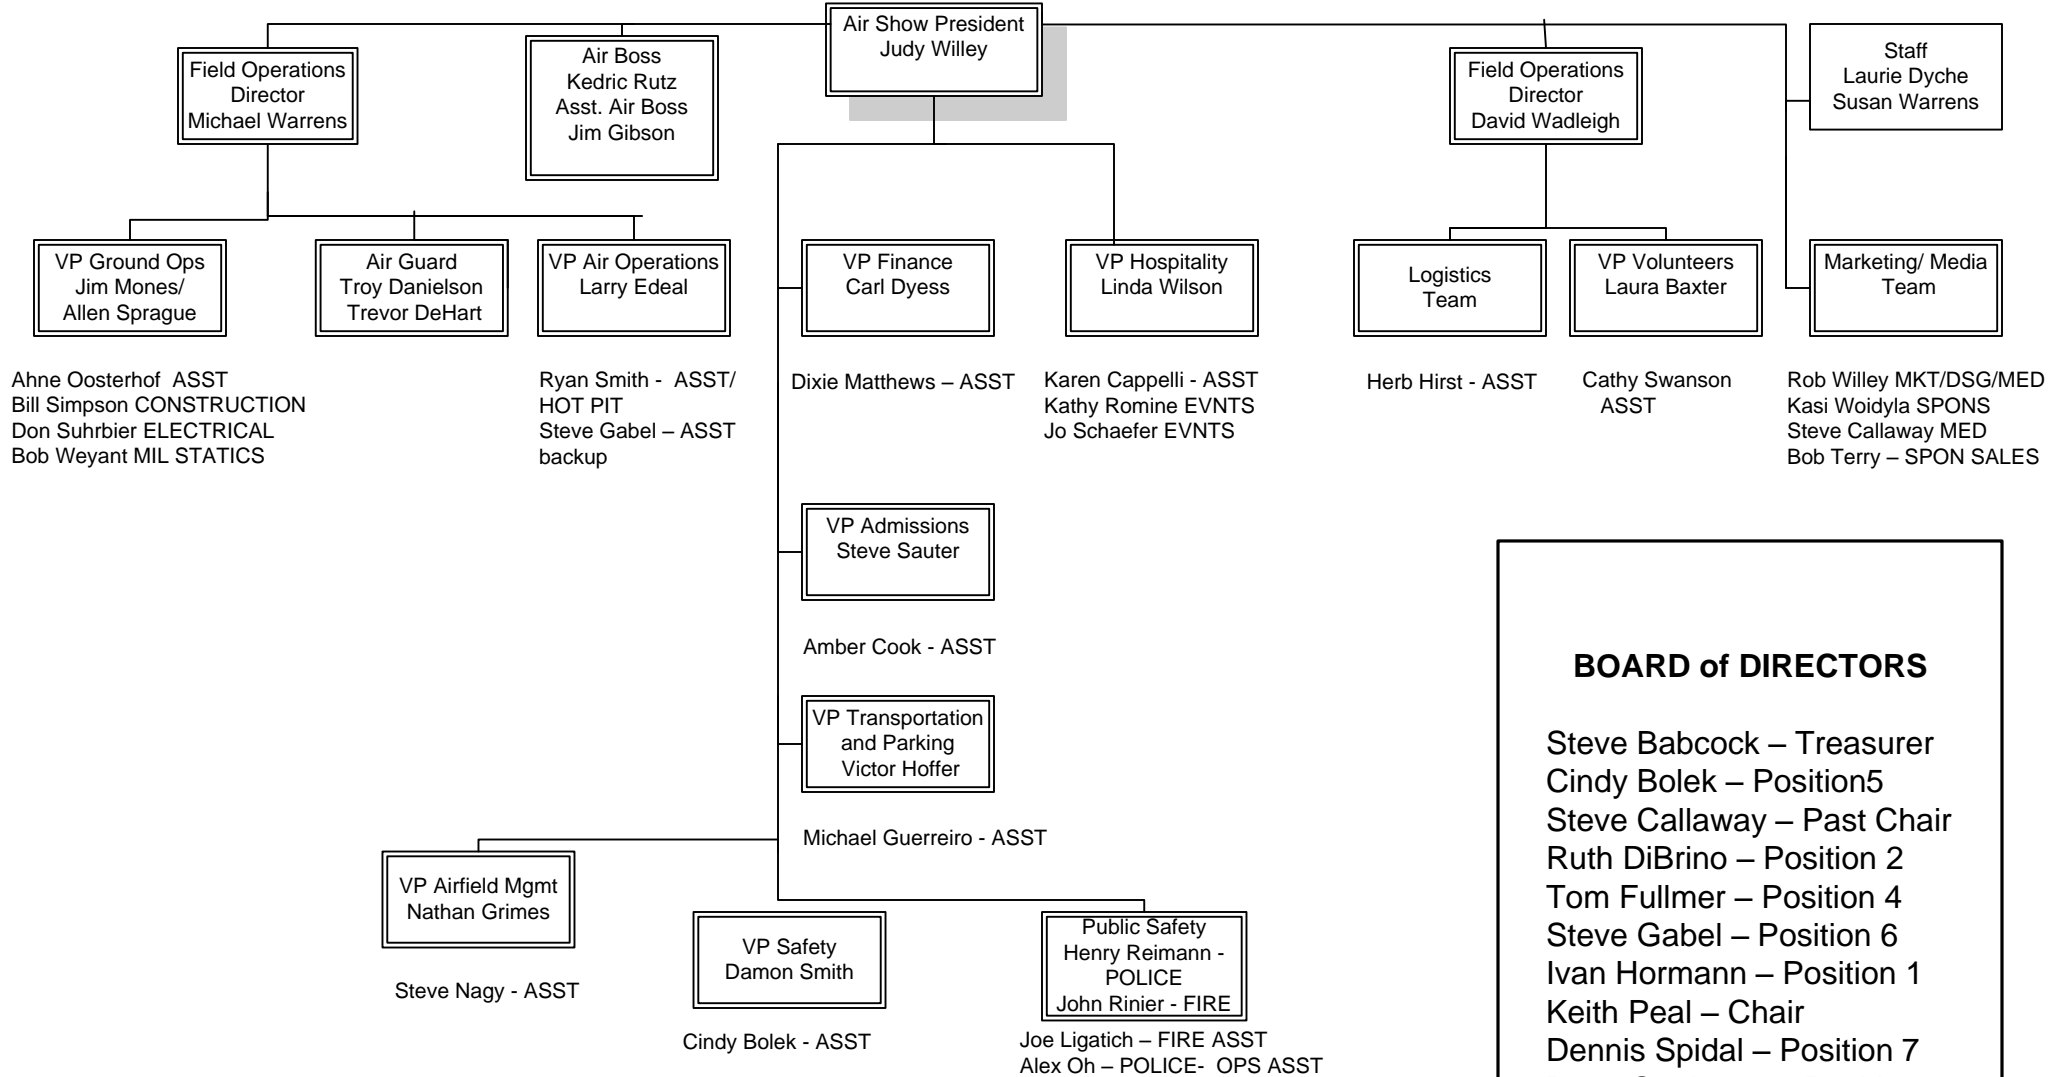 Air Show President
Judy Willey
Field Operations
Director
Michael Warrens
Air Boss
Kedric Rutz
Asst. Air Boss
Jim Gibson
Field Operations
Director
David Wadleigh
Staff
Laurie Dyche
Susan Warrens
VP Ground Ops
Jim Mones/
Allen Sprague
Air Guard
Troy Danielson
Trevor DeHart
VP Air Operations
Larry Edeal
VP Finance
Carl Dyess
VP Hospitality
Linda Wilson
Logistics
Team
VP Volunteers
Laura Baxter
Marketing/ Media
Team
Ahne Oosterhof  ASST
Bill Simpson CONSTRUCTION
Don Suhrbier ELECTRICAL
Bob Weyant MIL STATICS
Ryan Smith -  ASST/
HOT PIT
Steve Gabel – ASST
backup
Dixie Matthews – ASST
Karen Cappelli - ASST
Kathy Romine EVNTS
Jo Schaefer EVNTS
Herb Hirst - ASST
Cathy Swanson
ASST
Rob Willey MKT/DSG/MED
Kasi Woidyla SPONS
Steve Callaway MED
Bob Terry – SPON SALES
VP Admissions
Steve Sauter
Amber Cook - ASST
VP Transportation
and Parking
Victor Hoffer
Michael Guerreiro - ASST
VP Airfield Mgmt
Nathan Grimes
Steve Nagy - ASST
VP Safety
Damon Smith
Cindy Bolek - ASST
Public Safety
Henry Reimann -
POLICE
John Rinier - FIRE
Joe Ligatich – FIRE ASST
Alex Oh – POLICE-  OPS ASST
BOARD of DIRECTORS
Steve Babcock – Treasurer
Cindy Bolek – Position5
Steve Callaway – Past Chair
Ruth DiBrino – Position 2
Tom Fullmer – Position 4
Steve Gabel – Position 6
Ivan Hormann – Position 1
Keith Peal – Chair
Dennis Spidal – Position 7